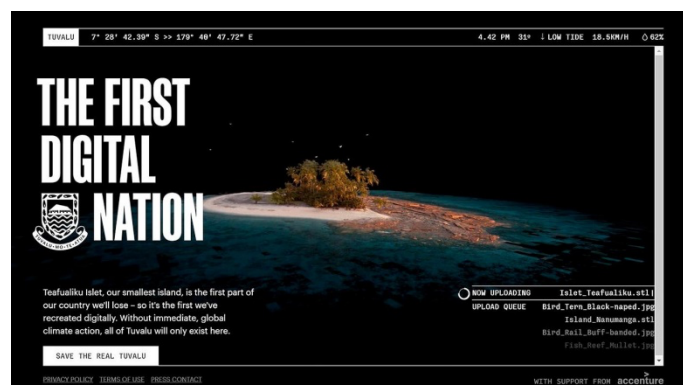 TUVALU 7° 28' 42.39" S >> 179° 40' 47.72" E 4.42 PM 31° ↓ LOW TIDE 18.5KM/H 62%
THE FIRST
DIGITAL
NATION
TUVALU-MO-TE-ATUA
Teafualiku Islet, our smallest island, is the first part of
our country we'll lose – so it's the first we've
recreated digitally. Without immediate, global
climate action, all of Tuvalu will only exist here.
SAVE THE REAL TUVALU
NOW UPLOADING Islet_Teafualiku.stl|
UPLOAD QUEUE Bird_Tern_Black-naped.jpg
Island_Nanumanga.stl
Bird_Rail_Buff-banded.jpg
Fish_Reef_Mullet.jpg
PRIVACY POLICY TERMS OF USE PRESS CONTACT
WITH SUPPORT FROM accenture